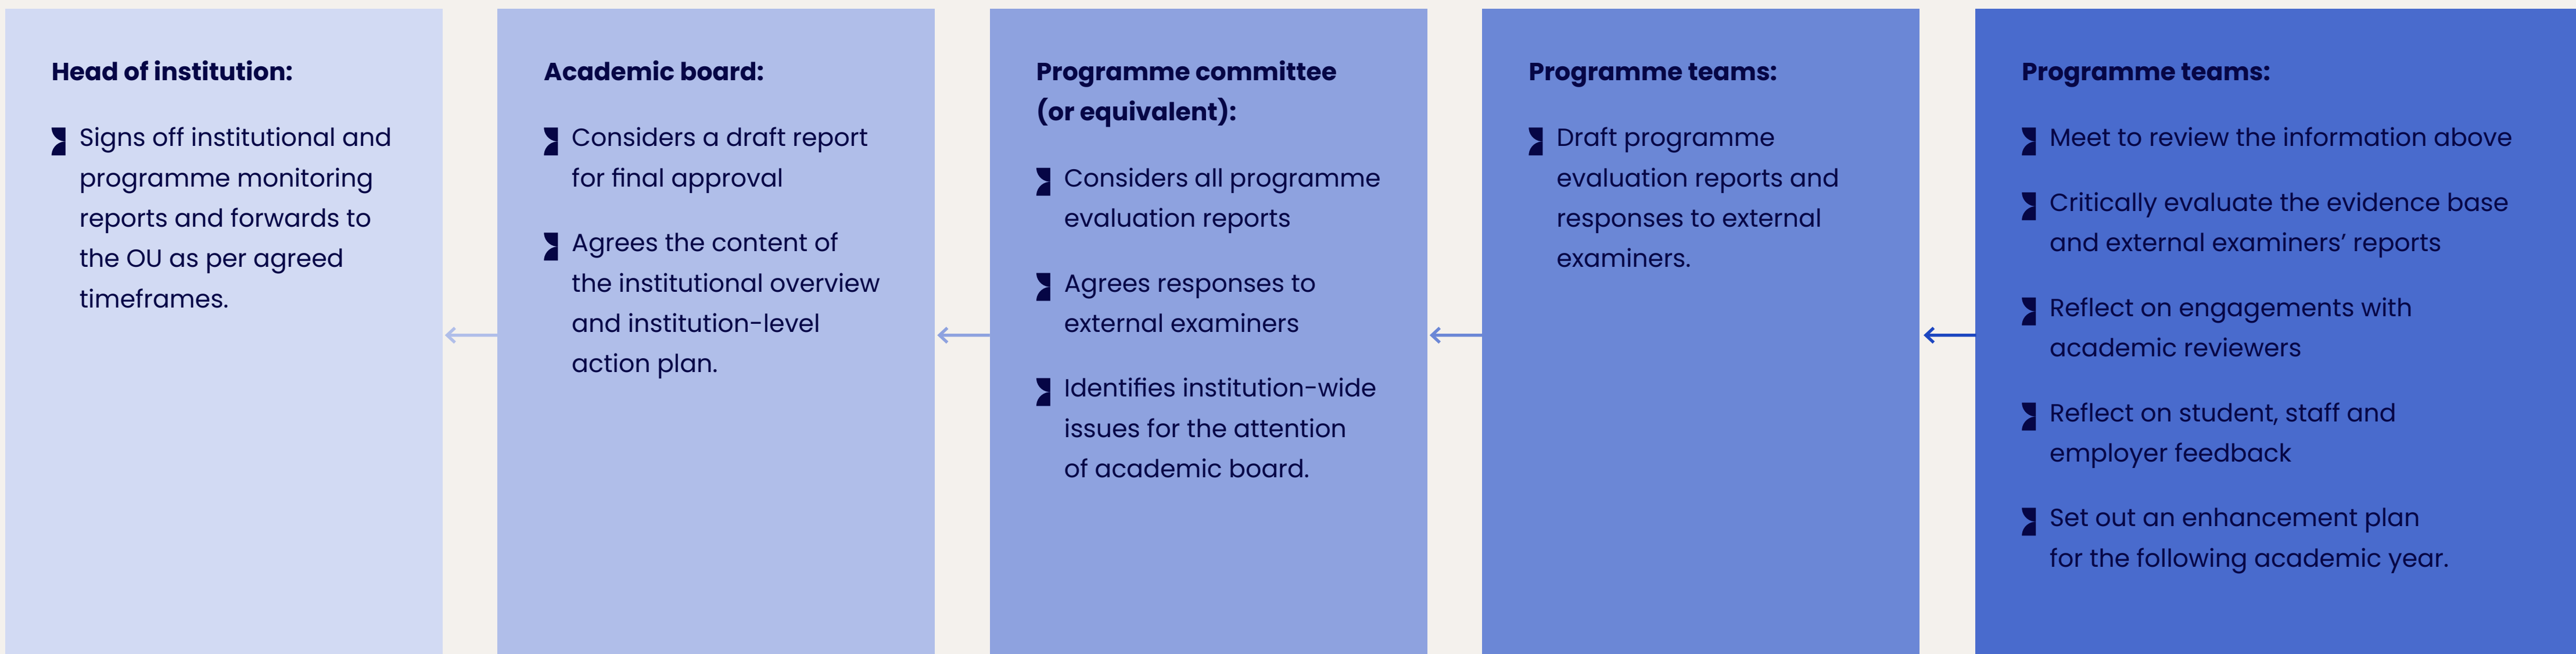 Head of institution:
Signs off institutional and
programme monitoring
reports and forwards to
the OU as per agreed
timeframes.
Academic board:
Considers a draft report
for final approval
Agrees the content of
the institutional overview
and institution-level
action plan.
Programme committee
(or equivalent):
Considers all programme
evaluation reports
Agrees responses to
external examiners
Identifies institution-wide
issues for the attention
of academic board.
Programme teams:
Draft programme
evaluation reports and
responses to external
examiners.
Programme teams:
Meet to review the information above
Critically evaluate the evidence base
and external examiners’ reports
Reflect on engagements with
academic reviewers
Reflect on student, staff and
employer feedback
Set out an enhancement plan
for the following academic year.